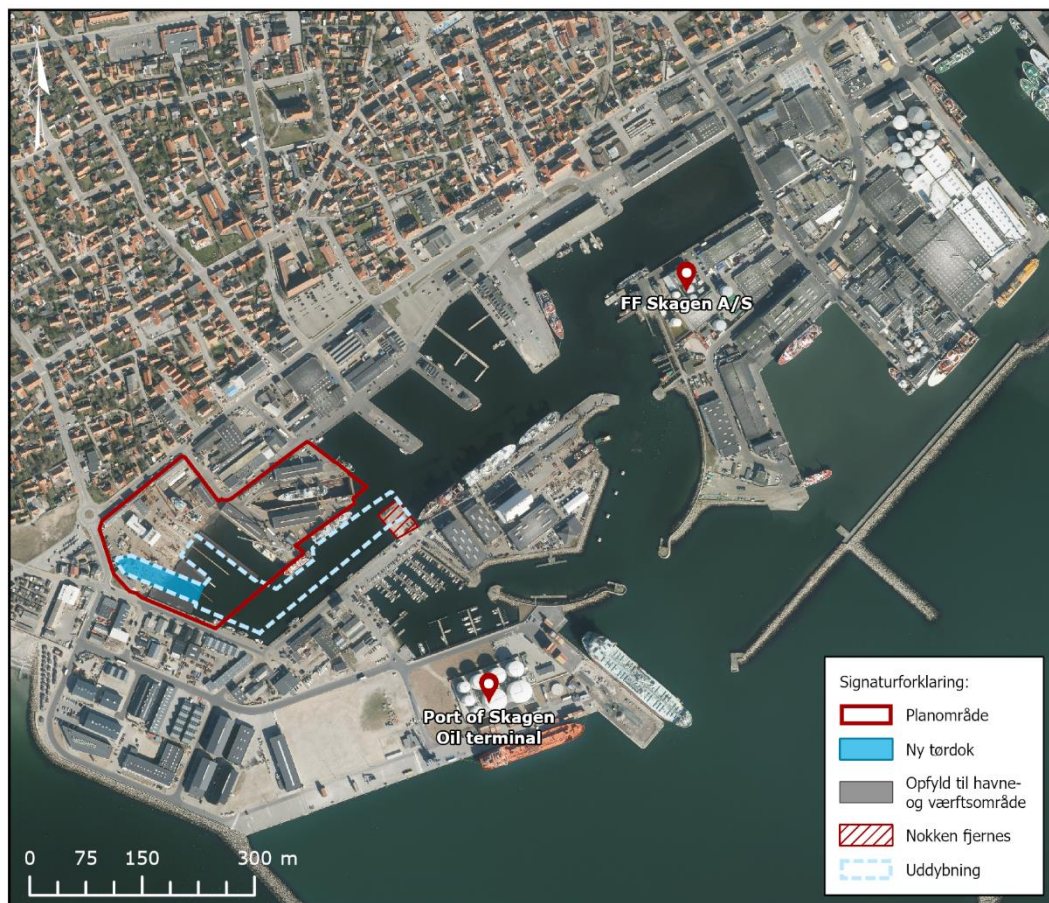 N
FF Skagen A/S
Port of Skagen
Oil terminal
0 75 150 300 m
Signaturforklaring:
Planområde
Ny tørdok
Opfyld til havne-
og værftsområde
Nokken fjernes
Uddybning